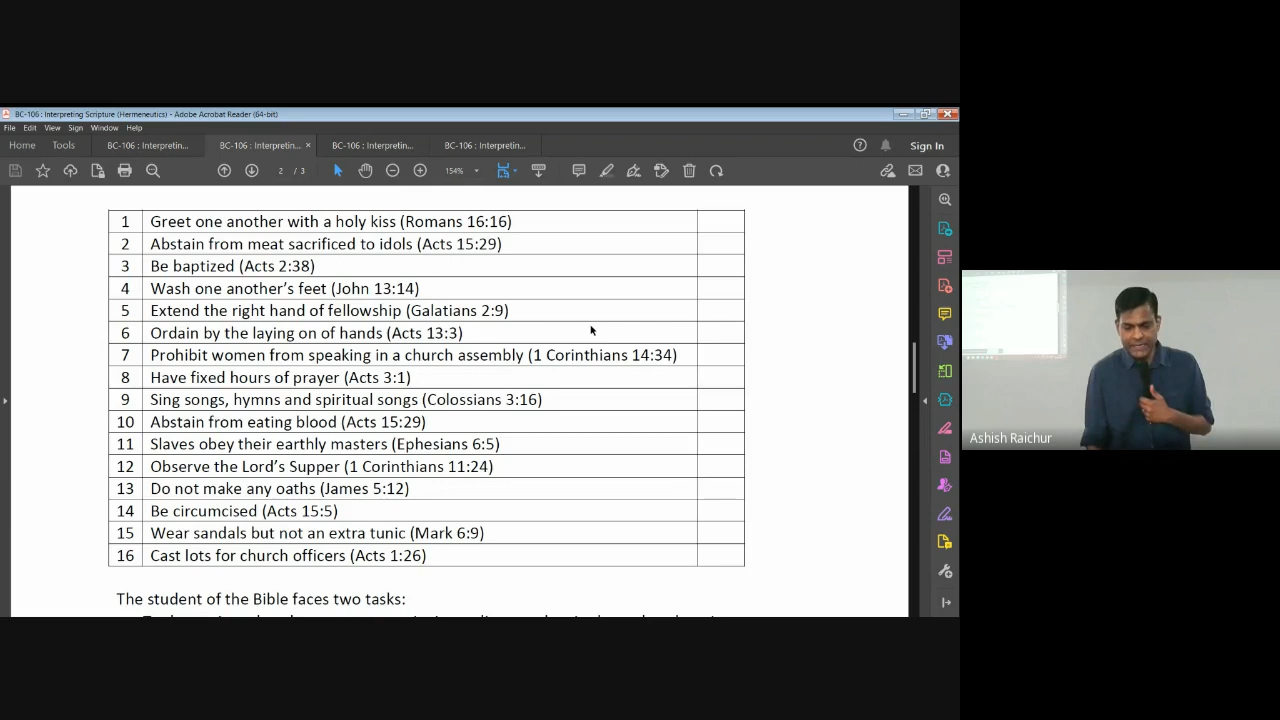 BC-106 : Interpreting Scripture (Hermeneutics) - Adobe Acrobat Reader (64-bit)
File Edit View Sign Window Help
Home Tools BC-106 : Interpretin... BC-106 : Interpretin... × BC-106 : Interpretin... BC-106 : Interpretin... Sign In
2 / 3 154%
1 Greet one another with a holy kiss (Romans 16:16)
2 Abstain from meat sacrificed to idols (Acts 15:29)
3 Be baptized (Acts 2:38)
4 Wash one another’s feet (John 13:14)
5 Extend the right hand of fellowship (Galatians 2:9)
6 Ordain by the laying on of hands (Acts 13:3)
7 Prohibit women from speaking in a church assembly (1 Corinthians 14:34)
8 Have fixed hours of prayer (Acts 3:1)
9 Sing songs, hymns and spiritual songs (Colossians 3:16)
10 Abstain from eating blood (Acts 15:29)
11 Slaves obey their earthly masters (Ephesians 6:5)
12 Observe the Lord’s Supper (1 Corinthians 11:24)
13 Do not make any oaths (James 5:12)
14 Be circumcised (Acts 15:5)
15 Wear sandals but not an extra tunic (Mark 6:9)
16 Cast lots for church officers (Acts 1:26)
The student of the Bible faces two tasks:
Ashish Raichur